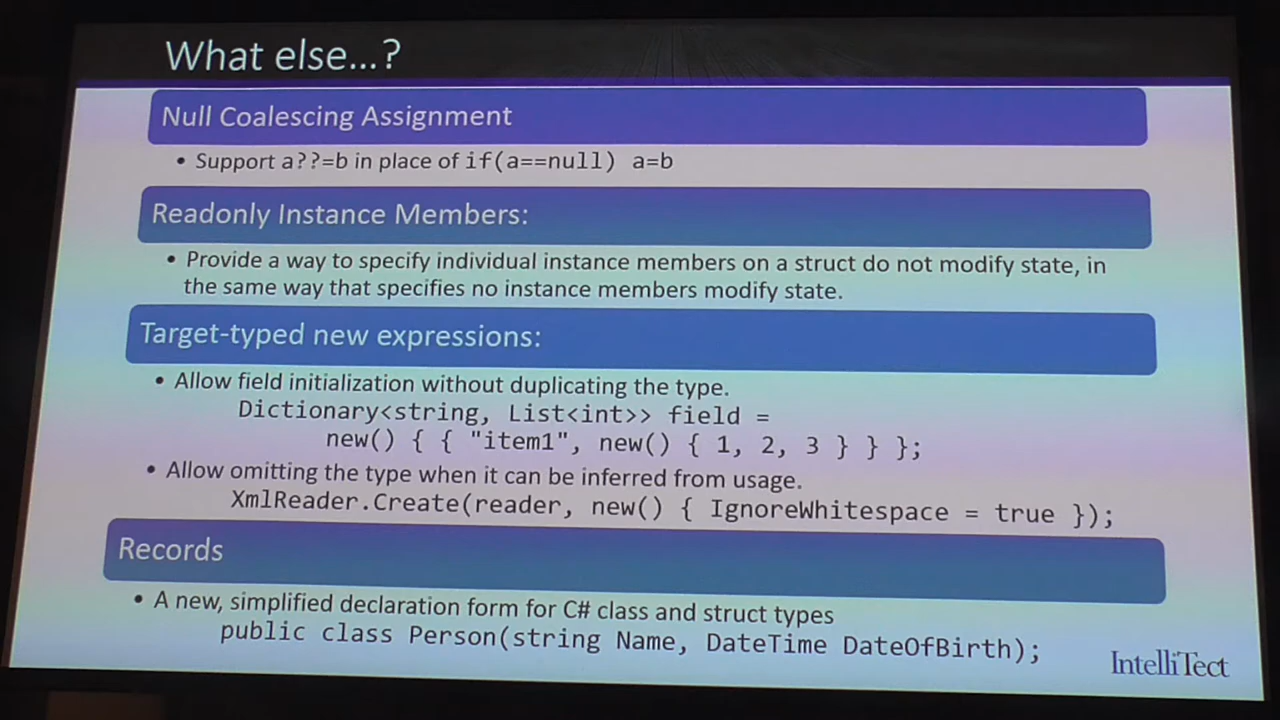 What else...?
Null Coalescing Assignment
• Support a??=b in place of if(a==null) a=b
Readonly Instance Members:
• Provide a way to specify individual instance members on a struct do not modify state, in
the same way that specifies no instance members modify state.
Target-typed new expressions:
• Allow field initialization without duplicating the type.
Dictionary<string, List<int>> field =
new() { { "item1", new() { 1, 2, 3 } } };
• Allow omitting the type when it can be inferred from usage.
XmlReader.Create(reader, new() { IgnoreWhitespace = true });
Records
• A new, simplified declaration form for C# class and struct types
public class Person(string Name, DateTime DateOfBirth);
IntelliTect